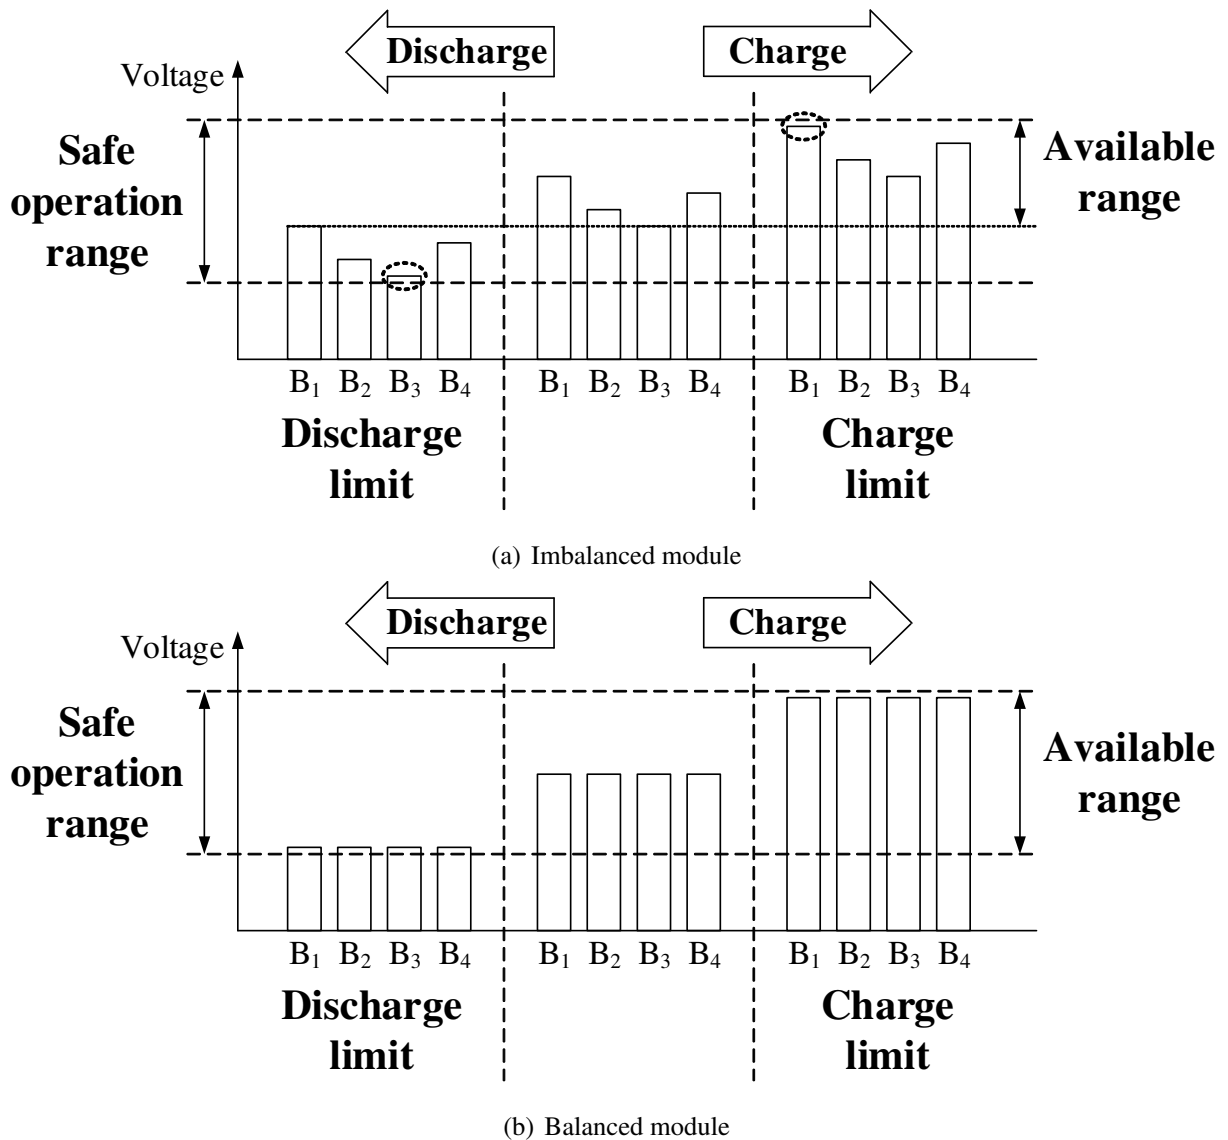 Discharge
Charge
Voltage
Safe
operation
range
Available
range
B1 B2 B3 B4 B1 B2 B3 B4 B1 B2 B3 B4
Discharge
limit
Charge
limit
(a) Imbalanced module
Discharge
Charge
Voltage
Safe
operation
range
Available
range
B1 B2 B3 B4 B1 B2 B3 B4 B1 B2 B3 B4
Discharge
limit
Charge
limit
(b) Balanced module